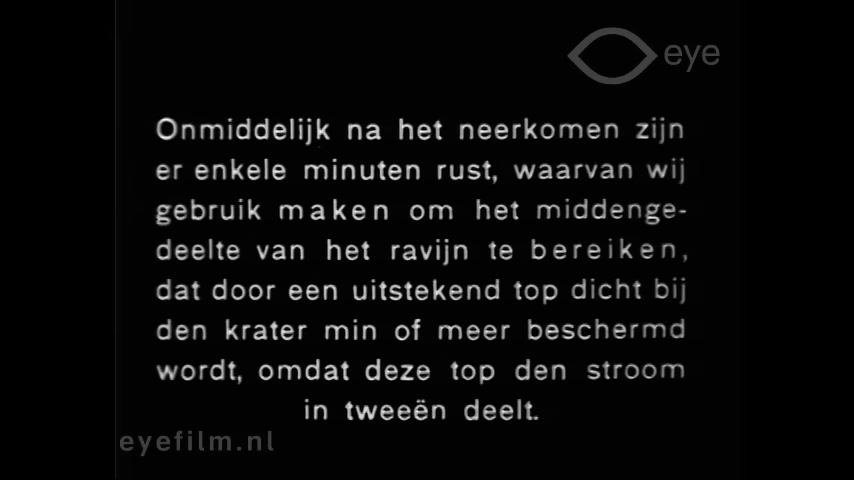 eye
Onmiddelijk na het neerkomen zijn
er enkele minuten rust, waarvan wij
gebruik maken om het middenge-
deelte van het ravijn te bereiken,
dat door een uitstekend top dicht bij
den krater min of meer beschermd
wordt, omdat deze top den stroom
in tweeën deelt.
eyefilm.nl